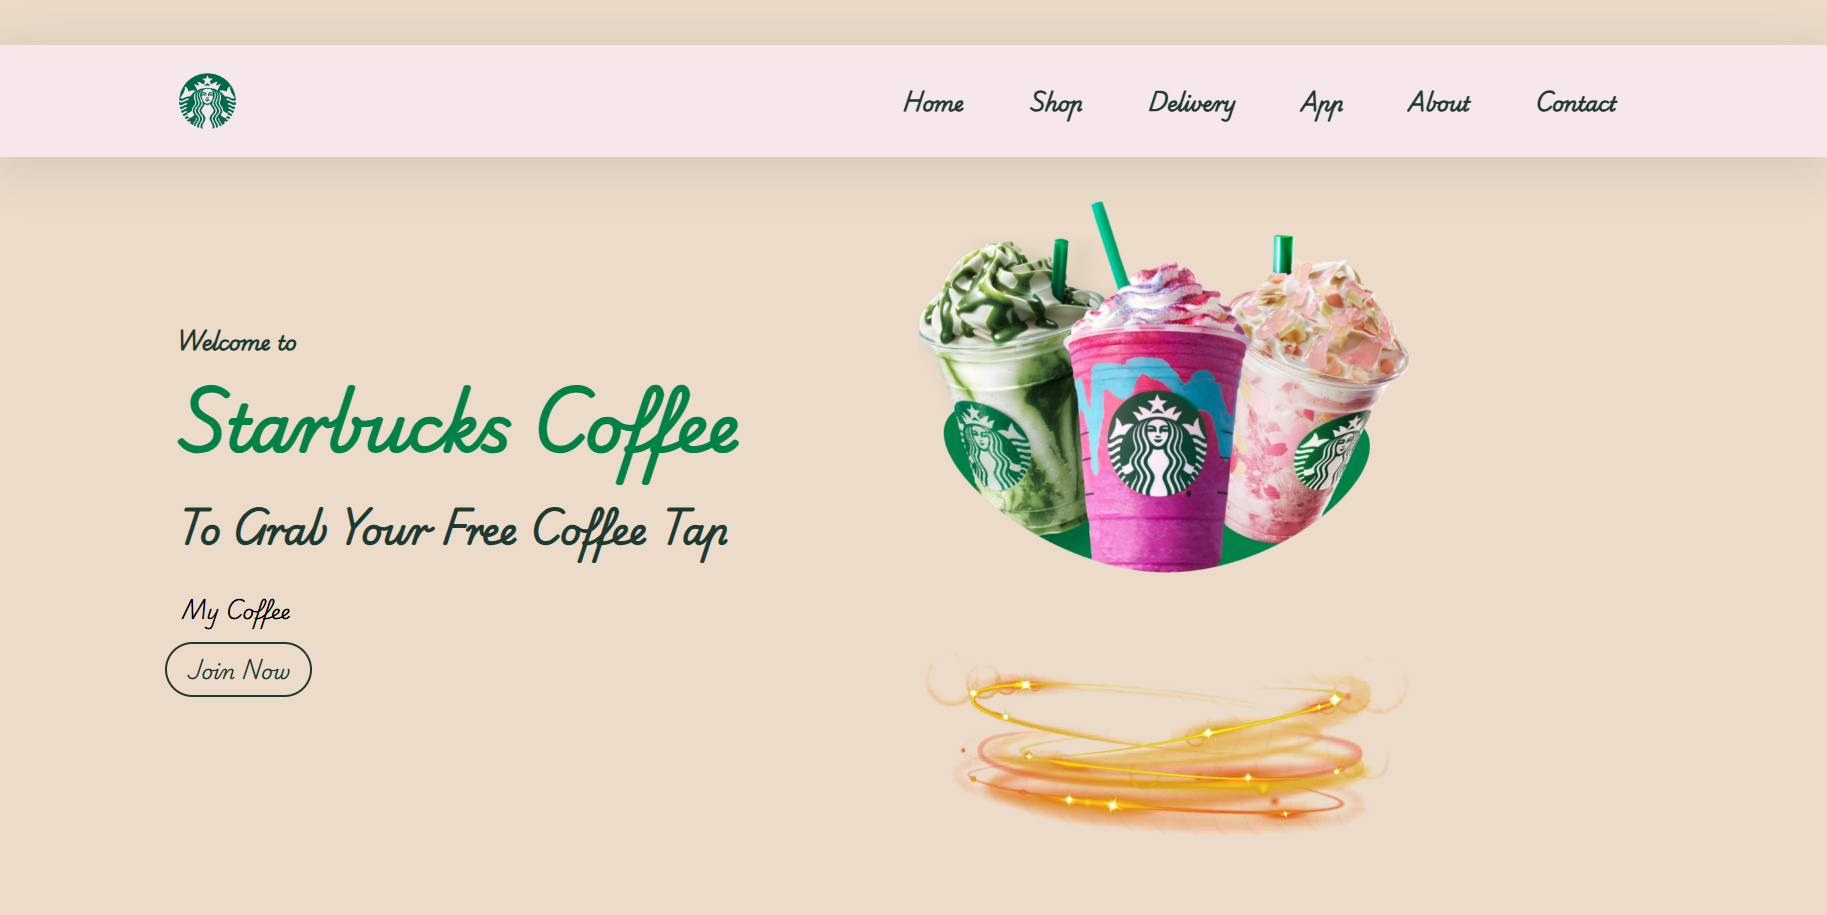 Home Shop Delivery App About Contact
Welcome to
Starbucks Coffee
To Grab Your Free Coffee Tap
My Coffee
Join Now